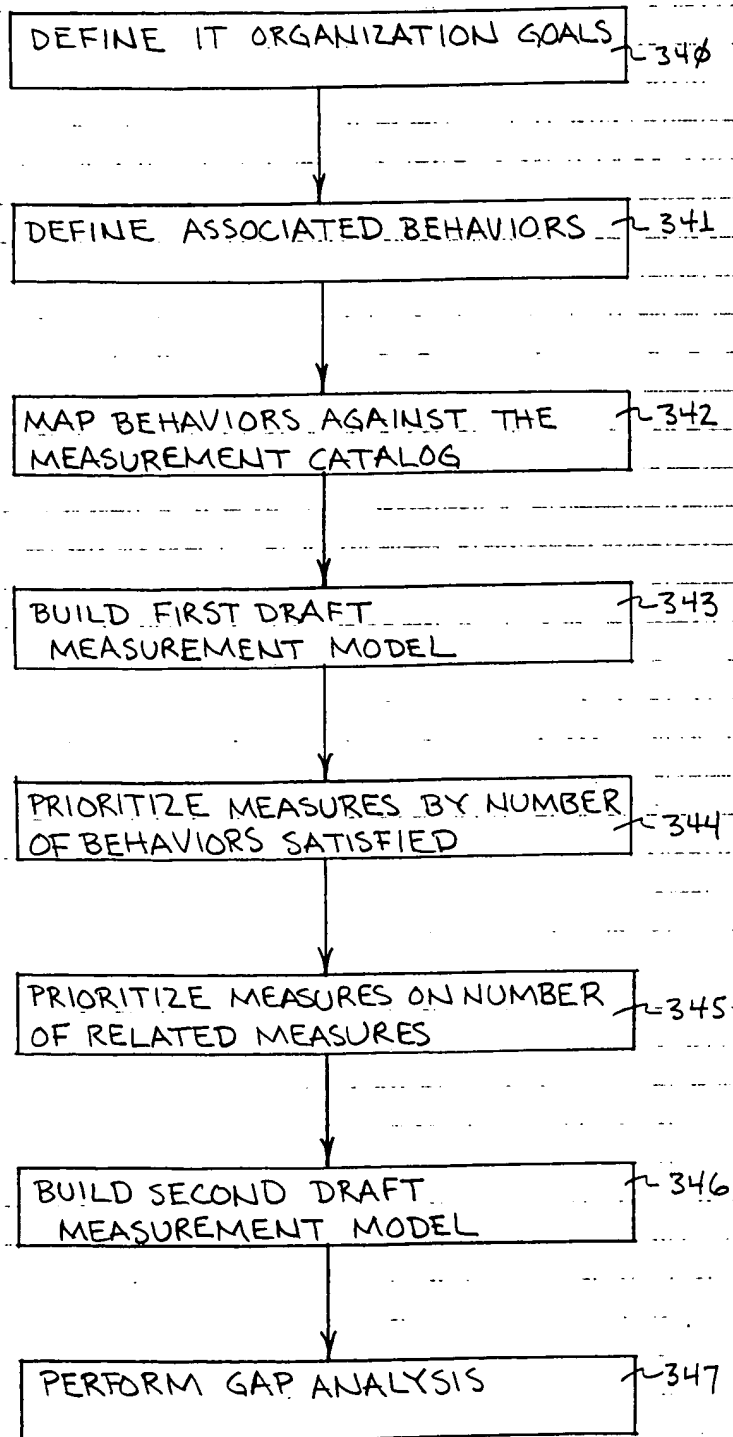 DEFINE IT ORGANIZATION GOALS
340
DEFINE ASSOCIATED BEHAVIORS
341
MAP BEHAVIORS AGAINST THE
MEASUREMENT CATALOG
342
BUILD FIRST DRAFT
MEASUREMENT MODEL
343
PRIORITIZE MEASURES BY NUMBER
OF BEHAVIORS SATISFIED
344
PRIORITIZE MEASURES ON NUMBER
OF RELATED MEASURES
345
BUILD SECOND DRAFT
MEASUREMENT MODEL
346
PERFORM GAP ANALYSIS
347